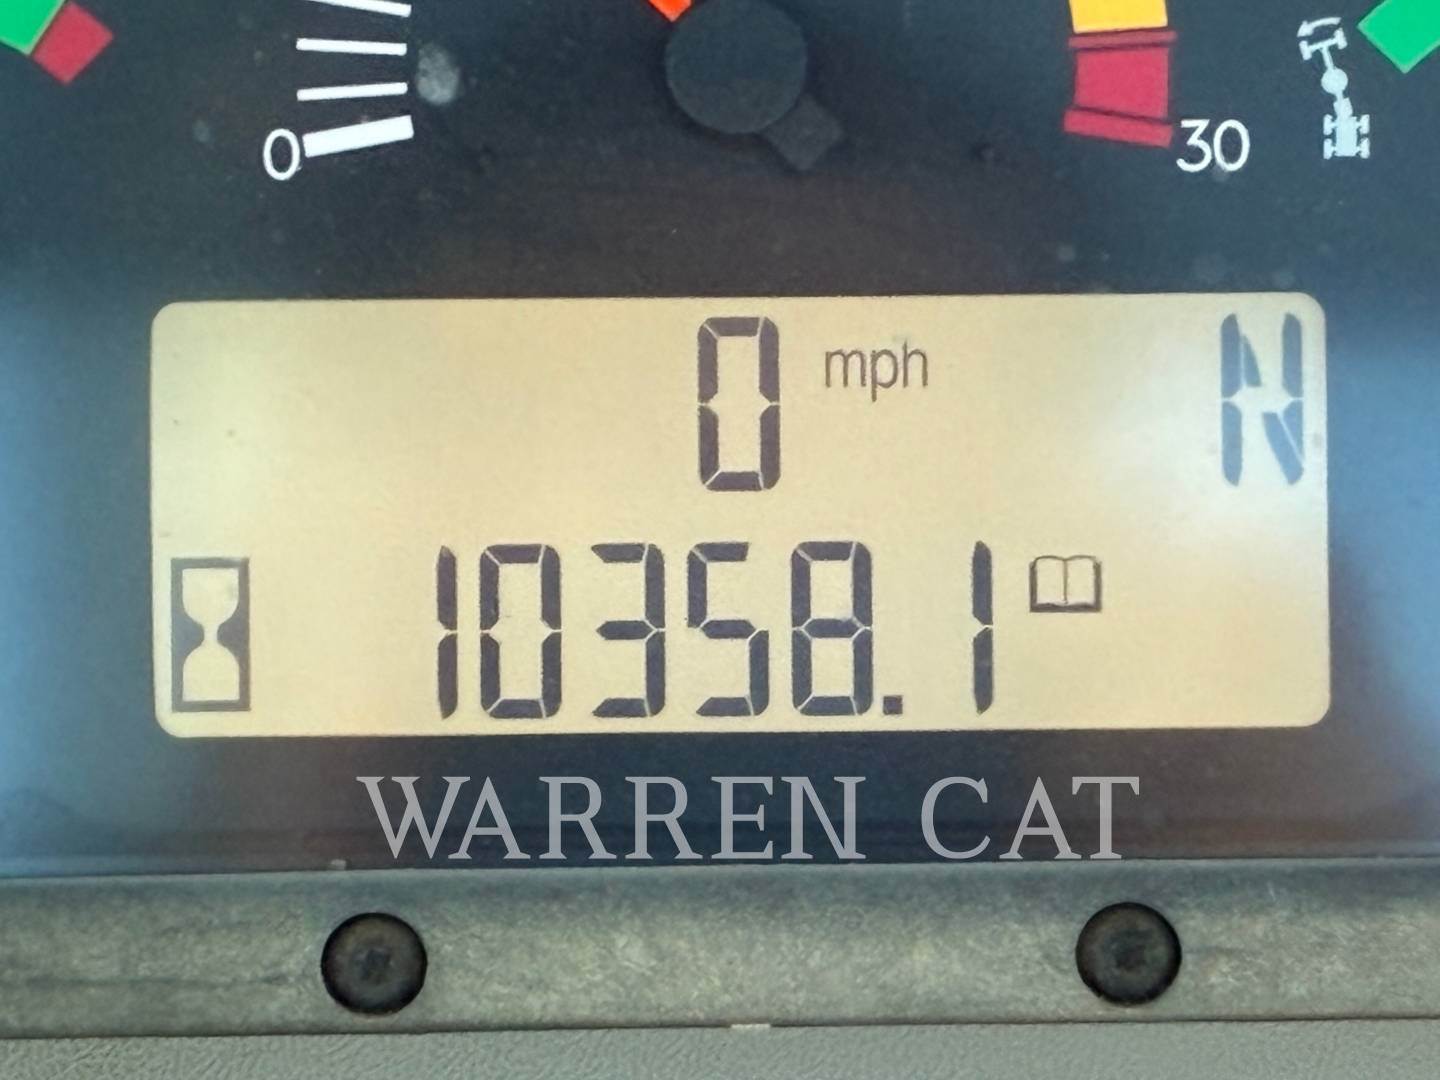 0 30
0 mph N
10358.1
WARREN CAT